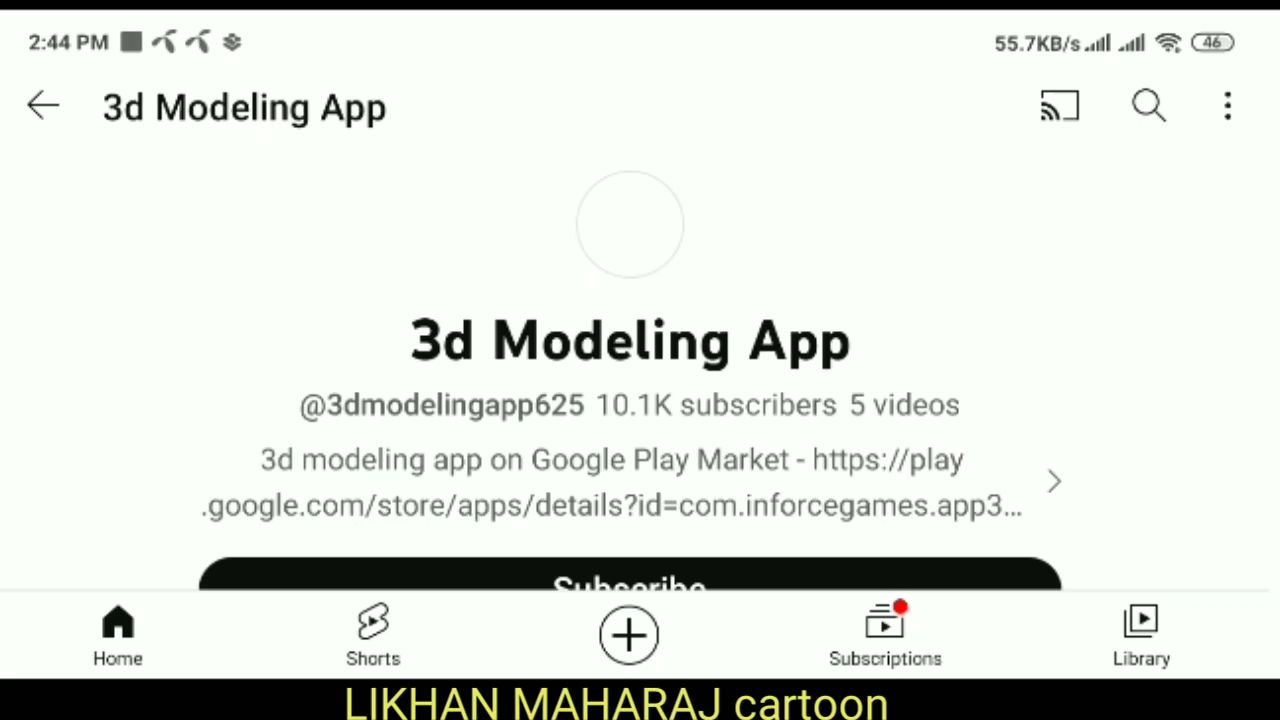 2:44 PM 55.7KB/s 46
3d Modeling App
3d Modeling App
@3dmodelingapp625 10.1K subscribers 5 videos
3d modeling app on Google Play Market - https://play
.google.com/store/apps/details?id=com.inforcegames.app3...
Subscribe
Home Shorts Subscriptions Library
LIKHAN MAHARAJ cartoon